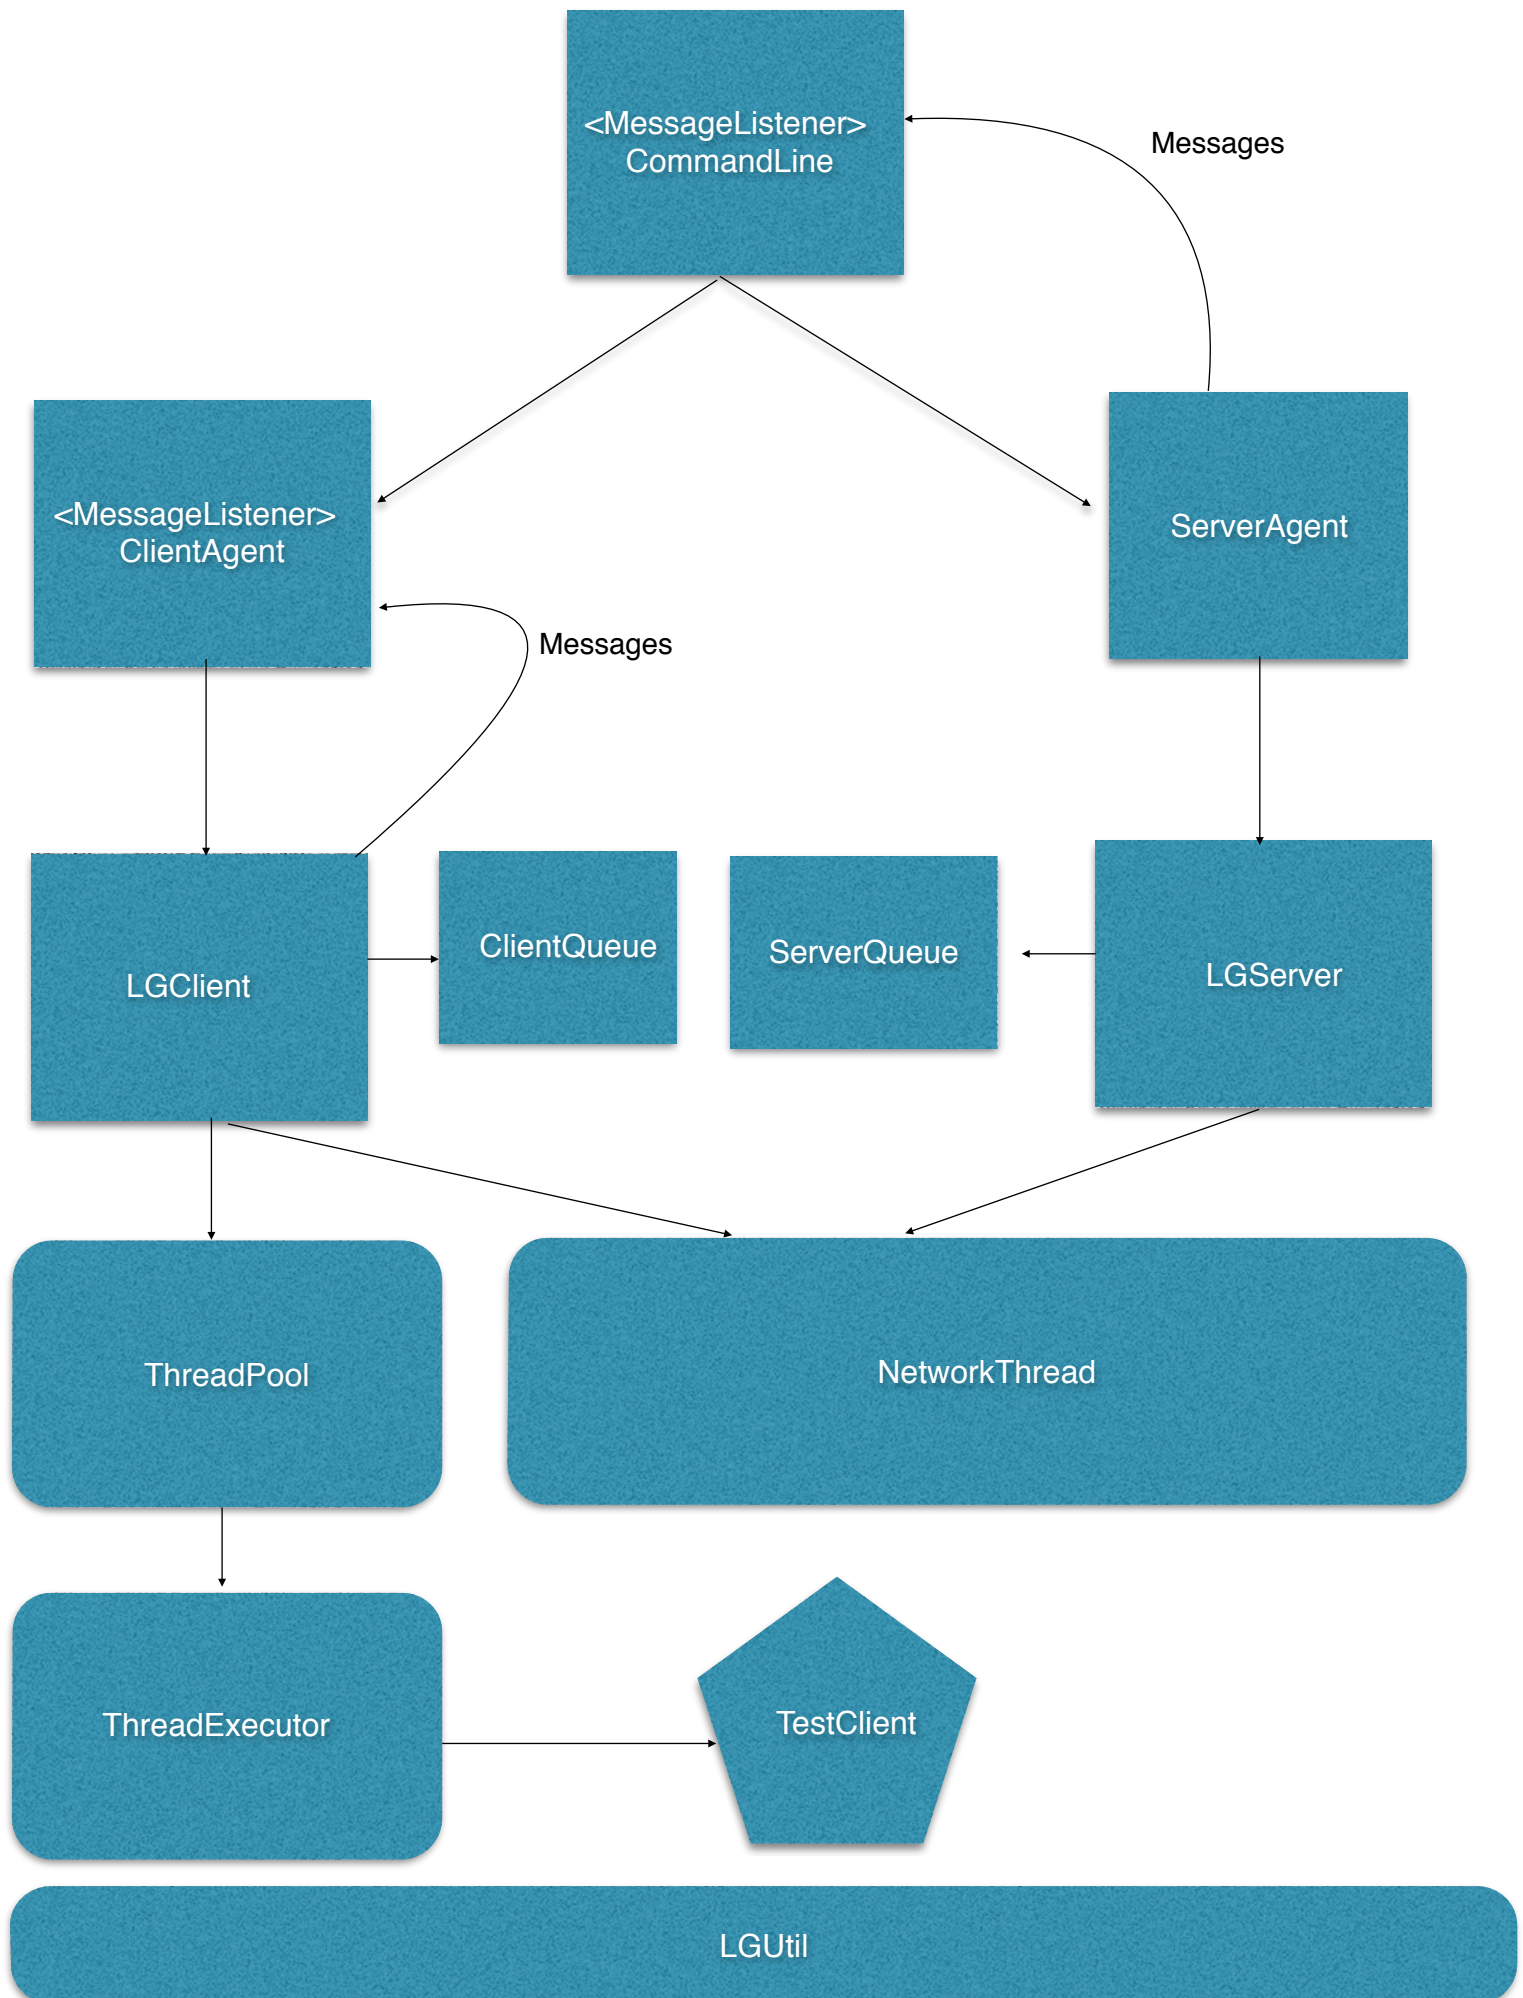 <MessageListener>
CommandLine
Messages
<MessageListener>
ClientAgent
ServerAgent
Messages
LGClient
ClientQueue
ServerQueue
LGServer
ThreadPool
NetworkThread
ThreadExecutor
TestClient
LGUtil